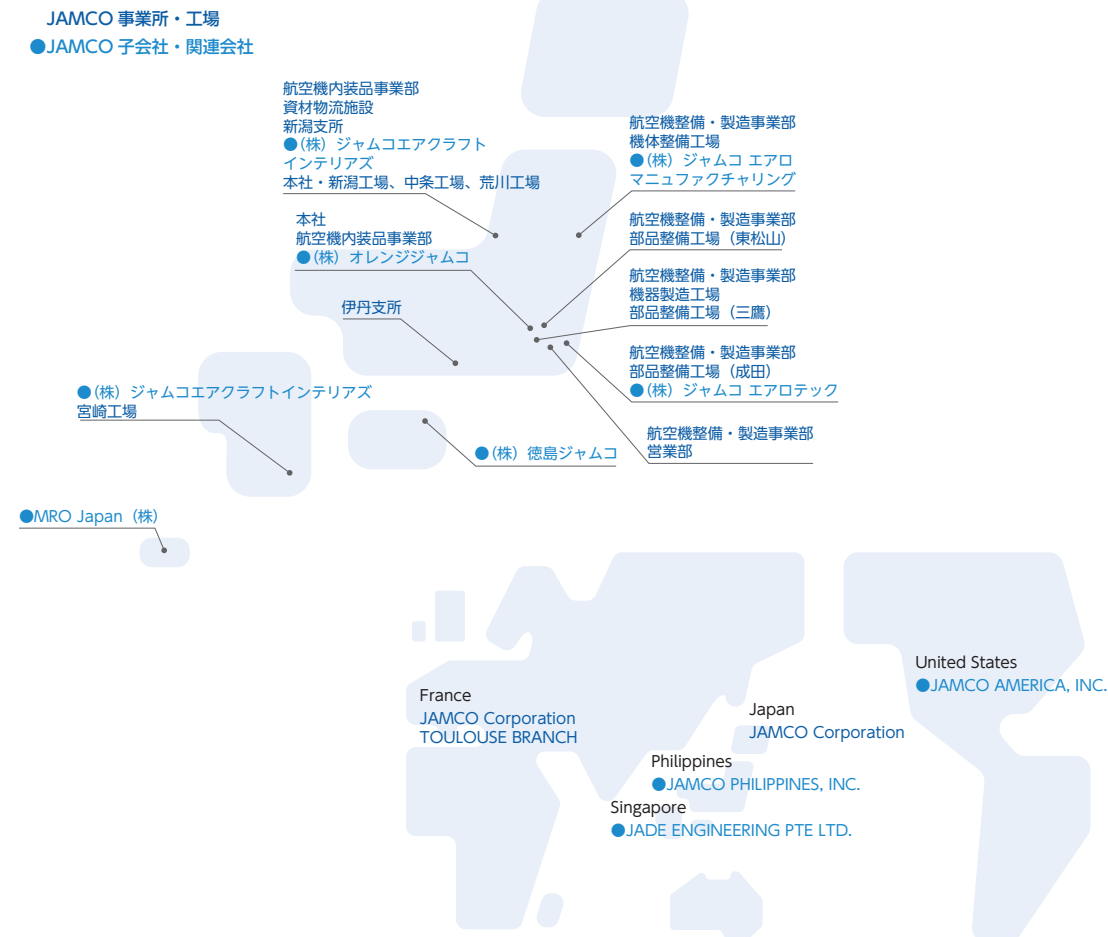 JAMCO 事業所・工場
●JAMCO 子会社・関連会社
航空機内装品事業部
資材物流施設
新潟支所
●(株) ジャムコエアクラフト
インテリアズ
本社・新潟工場、中条工場、荒川工場
航空機整備・製造事業部
機体整備工場
●(株) ジャムコ エアロ
マニュファクチャリング
本社
航空機内装品事業部
●(株) オレンジジャムコ
航空機整備・製造事業部
部品整備工場（東松山）
航空機整備・製造事業部
機器製造工場
部品整備工場（三鷹）
伊丹支所
航空機整備・製造事業部
部品整備工場（成田）
●(株) ジャムコ エアロテック
●(株) ジャムコエアクラフトインテリアズ
宮崎工場
航空機整備・製造事業部
営業部
●(株) 徳島ジャムコ
●MRO Japan（株）
United States
●JAMCO AMERICA, INC.
France
JAMCO Corporation
TOULOUSE BRANCH
Japan
JAMCO Corporation
Philippines
●JAMCO PHILIPPINES, INC.
Singapore
●JADE ENGINEERING PTE LTD.